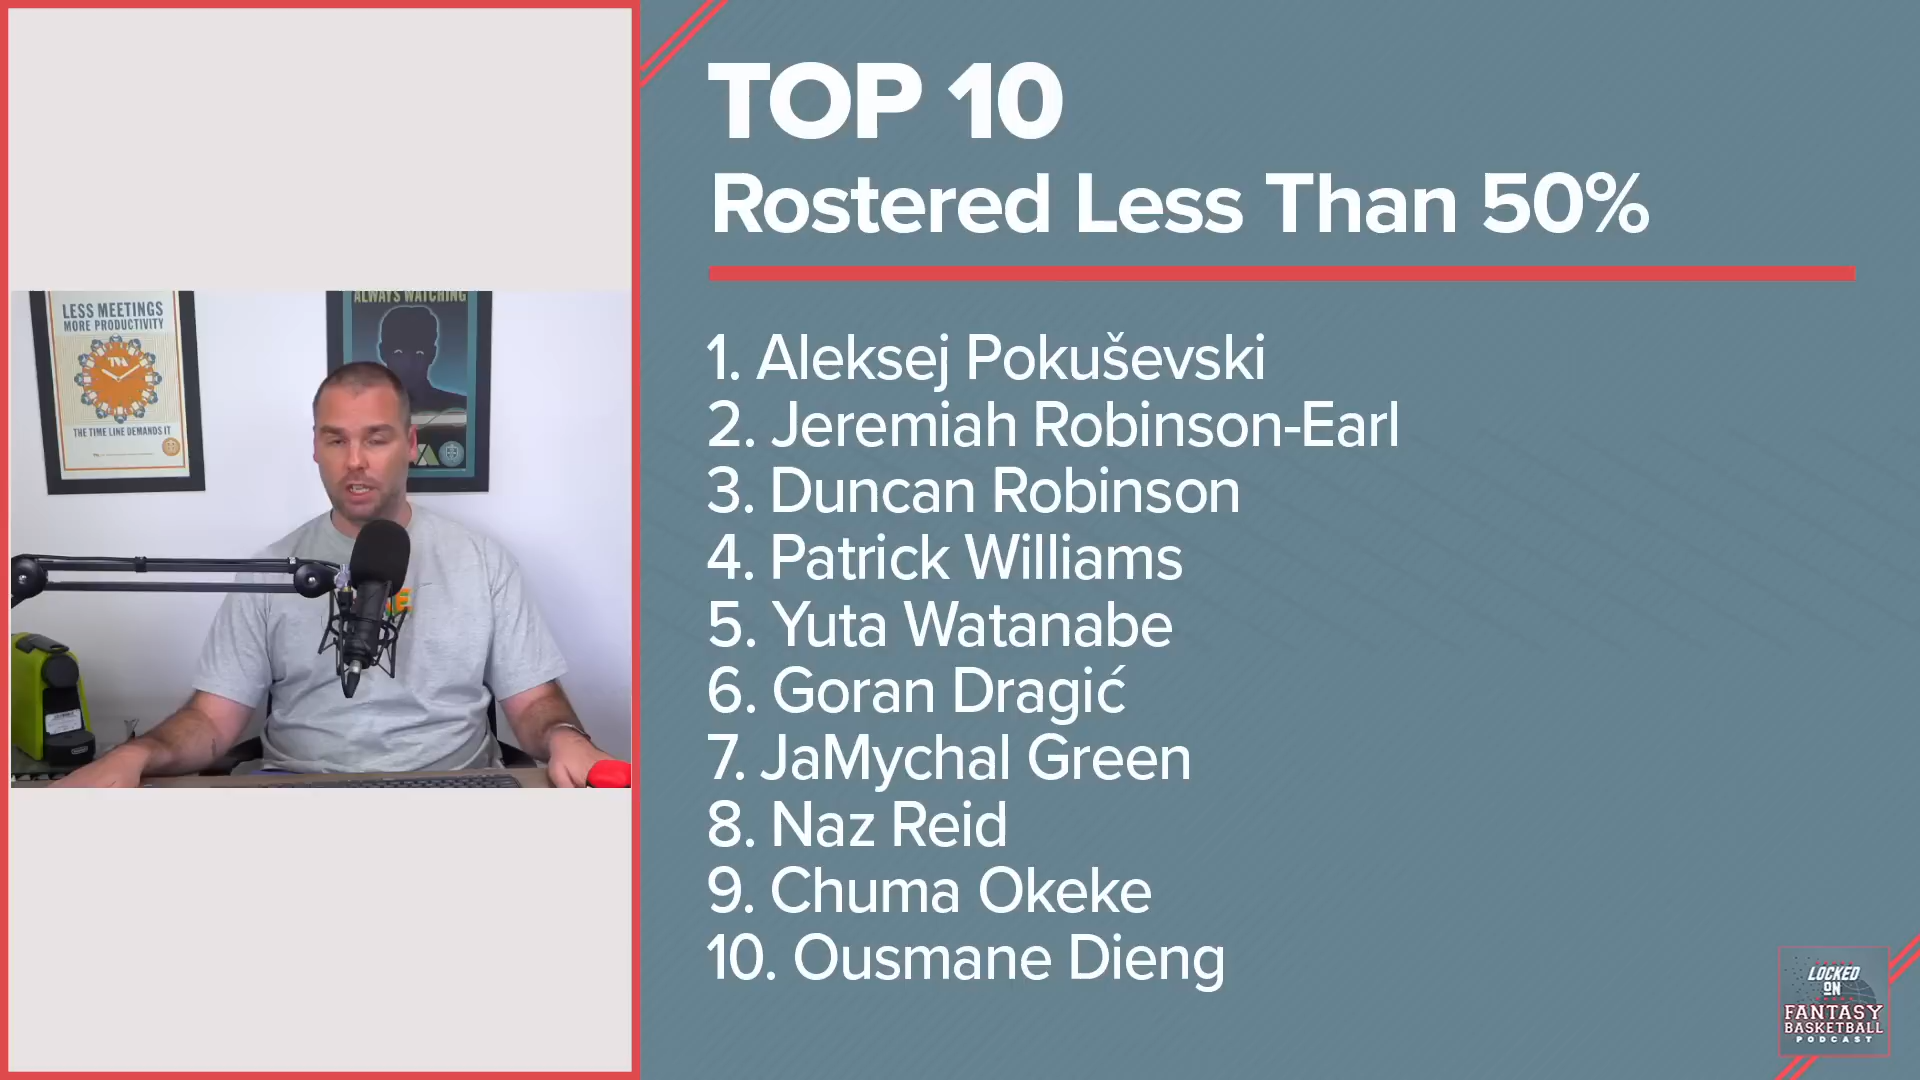 TOP 10
Rostered Less Than 50%
1. Aleksej Pokuševski
2. Jeremiah Robinson-Earl
3. Duncan Robinson
4. Patrick Williams
5. Yuta Watanabe
6. Goran Dragić
7. JaMychal Green
8. Naz Reid
9. Chuma Okeke
10. Ousmane Dieng
LESS MEETINGS
MORE PRODUCTIVITY
TVA
THE TIME LINE DEMANDS IT
ALWAYS WATCHING
LOCKED
ON
FANTASY
BASKETBALL
PODCAST